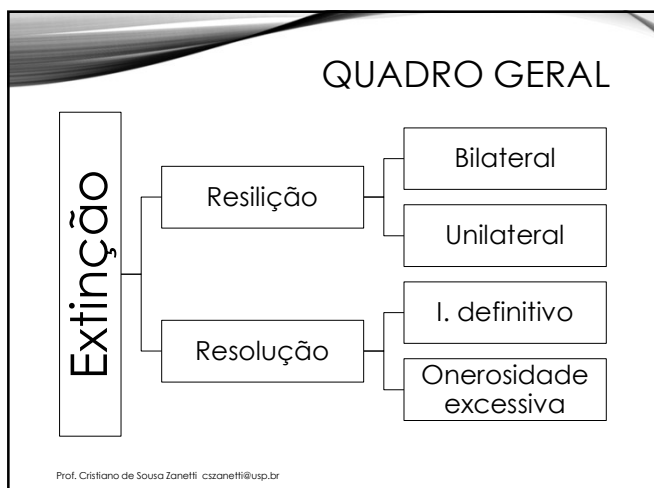 QUADRO GERAL
Extinção
Resilição
Bilateral
Unilateral
Resolução
I. definitivo
Onerosidade
excessiva
Prof. Cristiano de Sousa Zanetti cszanetti@usp.br